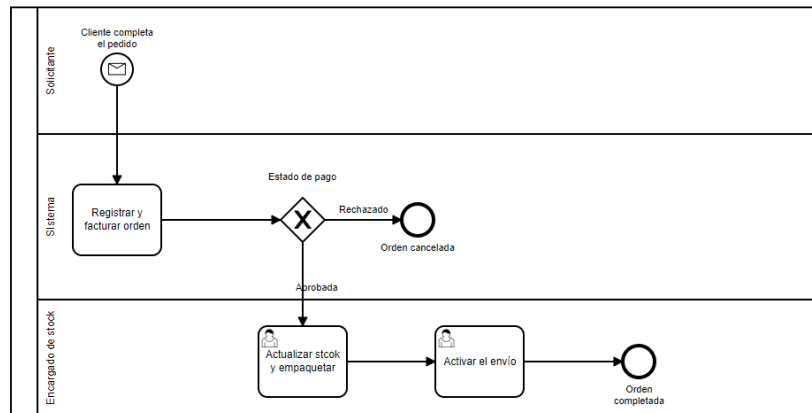 Cliente completa
el pedido
Solicitante
Estado de pago
Registrar y
facturar orden
Rechazado
Orden cancelada
SIstema
Aprobada
Actualizar stcok
y empaquetar
Activar el envío
Orden
completada
Encargado de stock